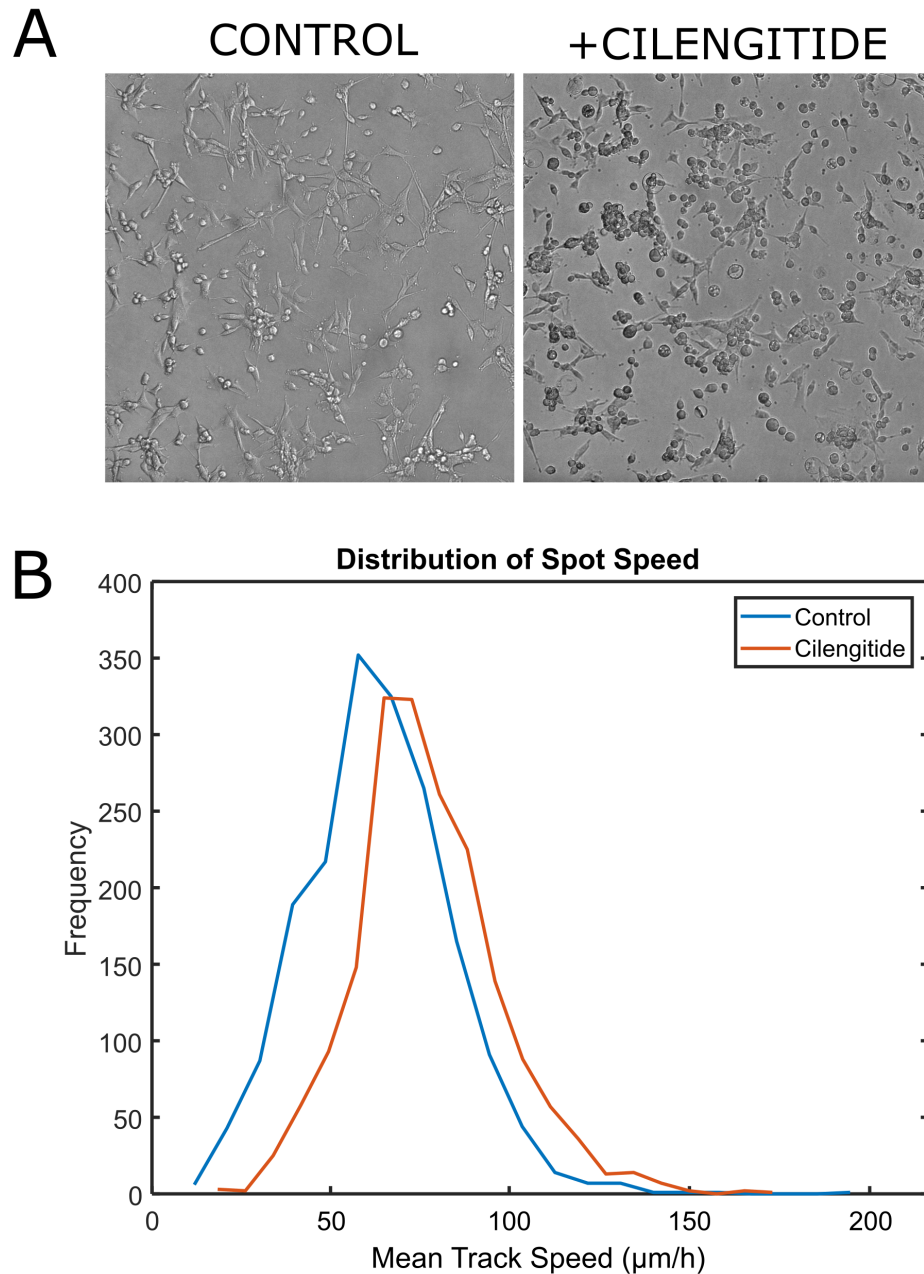 A
CONTROL
+CILENGITIDE
B
Distribution of Spot Speed
400
350
300
250
200
150
100
50
0
Frequency
Control
Cilengitide
0
50
100
150
200
Mean Track Speed (µm/h)